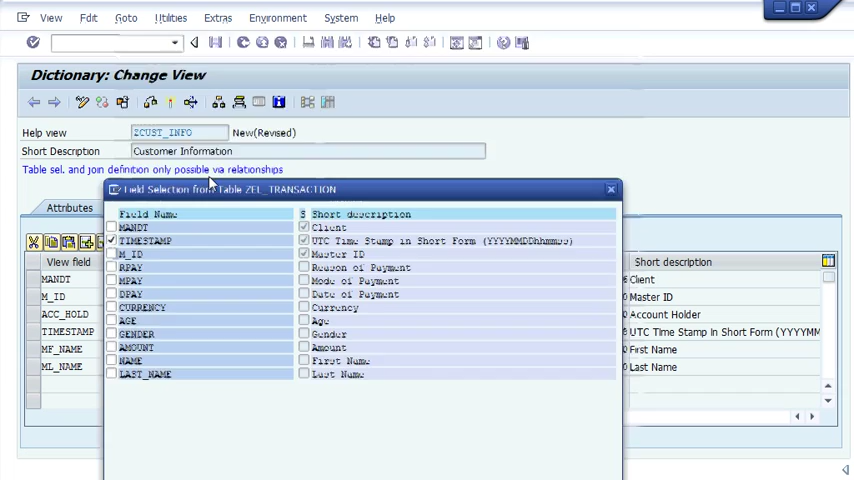 View Edit Goto Utilities Extras Environment System Help
Dictionary: Change View
Help view ZCUST_INFO New(Revised)
Short Description Customer Information
Table sel. and join definition only possible via relationships
Field Selection from Table ZEL_TRANSACTION
Attributes
Field Name S Short description
MANDT Client
TIMESTAMP UTC Time Stamp in Short Form (YYYYMMDDhhmmss)
M_ID Master ID
RPAY Reason of Payment
MPAY Mode of Payment
DPAY Date of Payment
CURRENCY Currency
AGE Age
GENDER Gender
AMOUNT Amount
NAME First Name
LAST_NAME Last Name
View field Short description
MANDT Client
M_ID Master ID
ACC_HOLD Account Holder
TIMESTAMP UTC Time Stamp in Short Form (YYYYMM
MF_NAME First Name
ML_NAME Last Name